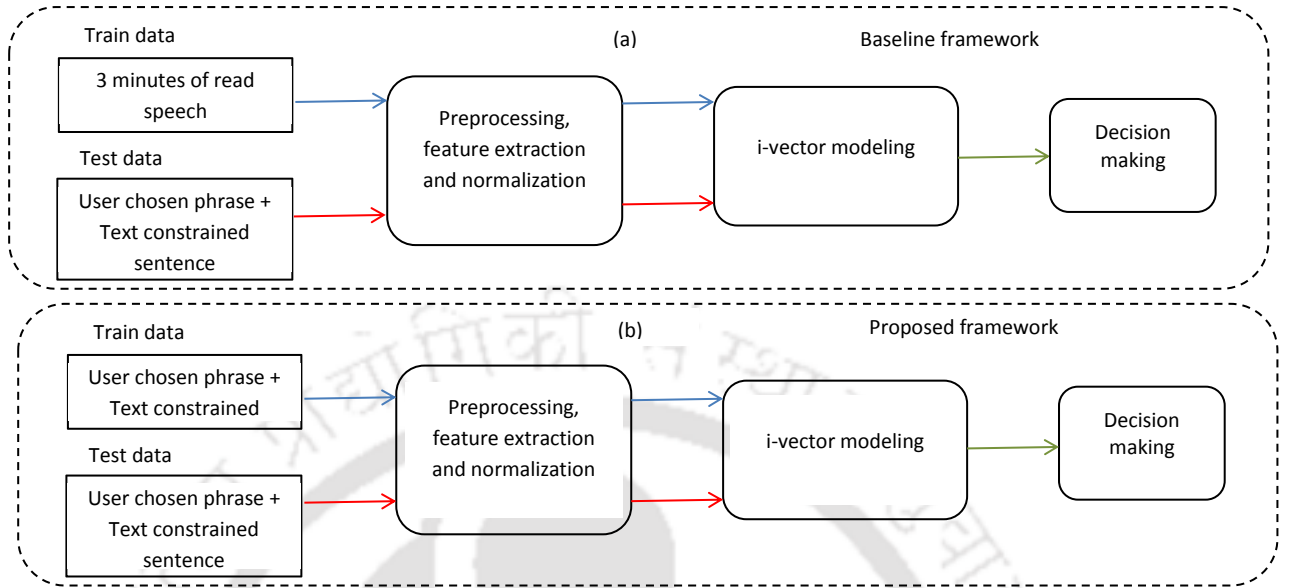 Train data
(a)
Baseline framework
3 minutes of read
speech
Preprocessing,
feature extraction
and normalization
i-vector modeling
Decision
making
Test data
User chosen phrase +
Text constrained
sentence
Train data
(b)
Proposed framework
User chosen phrase +
Text constrained
Preprocessing,
feature extraction
and normalization
i-vector modeling
Decision
making
Test data
User chosen phrase +
Text constrained
sentence